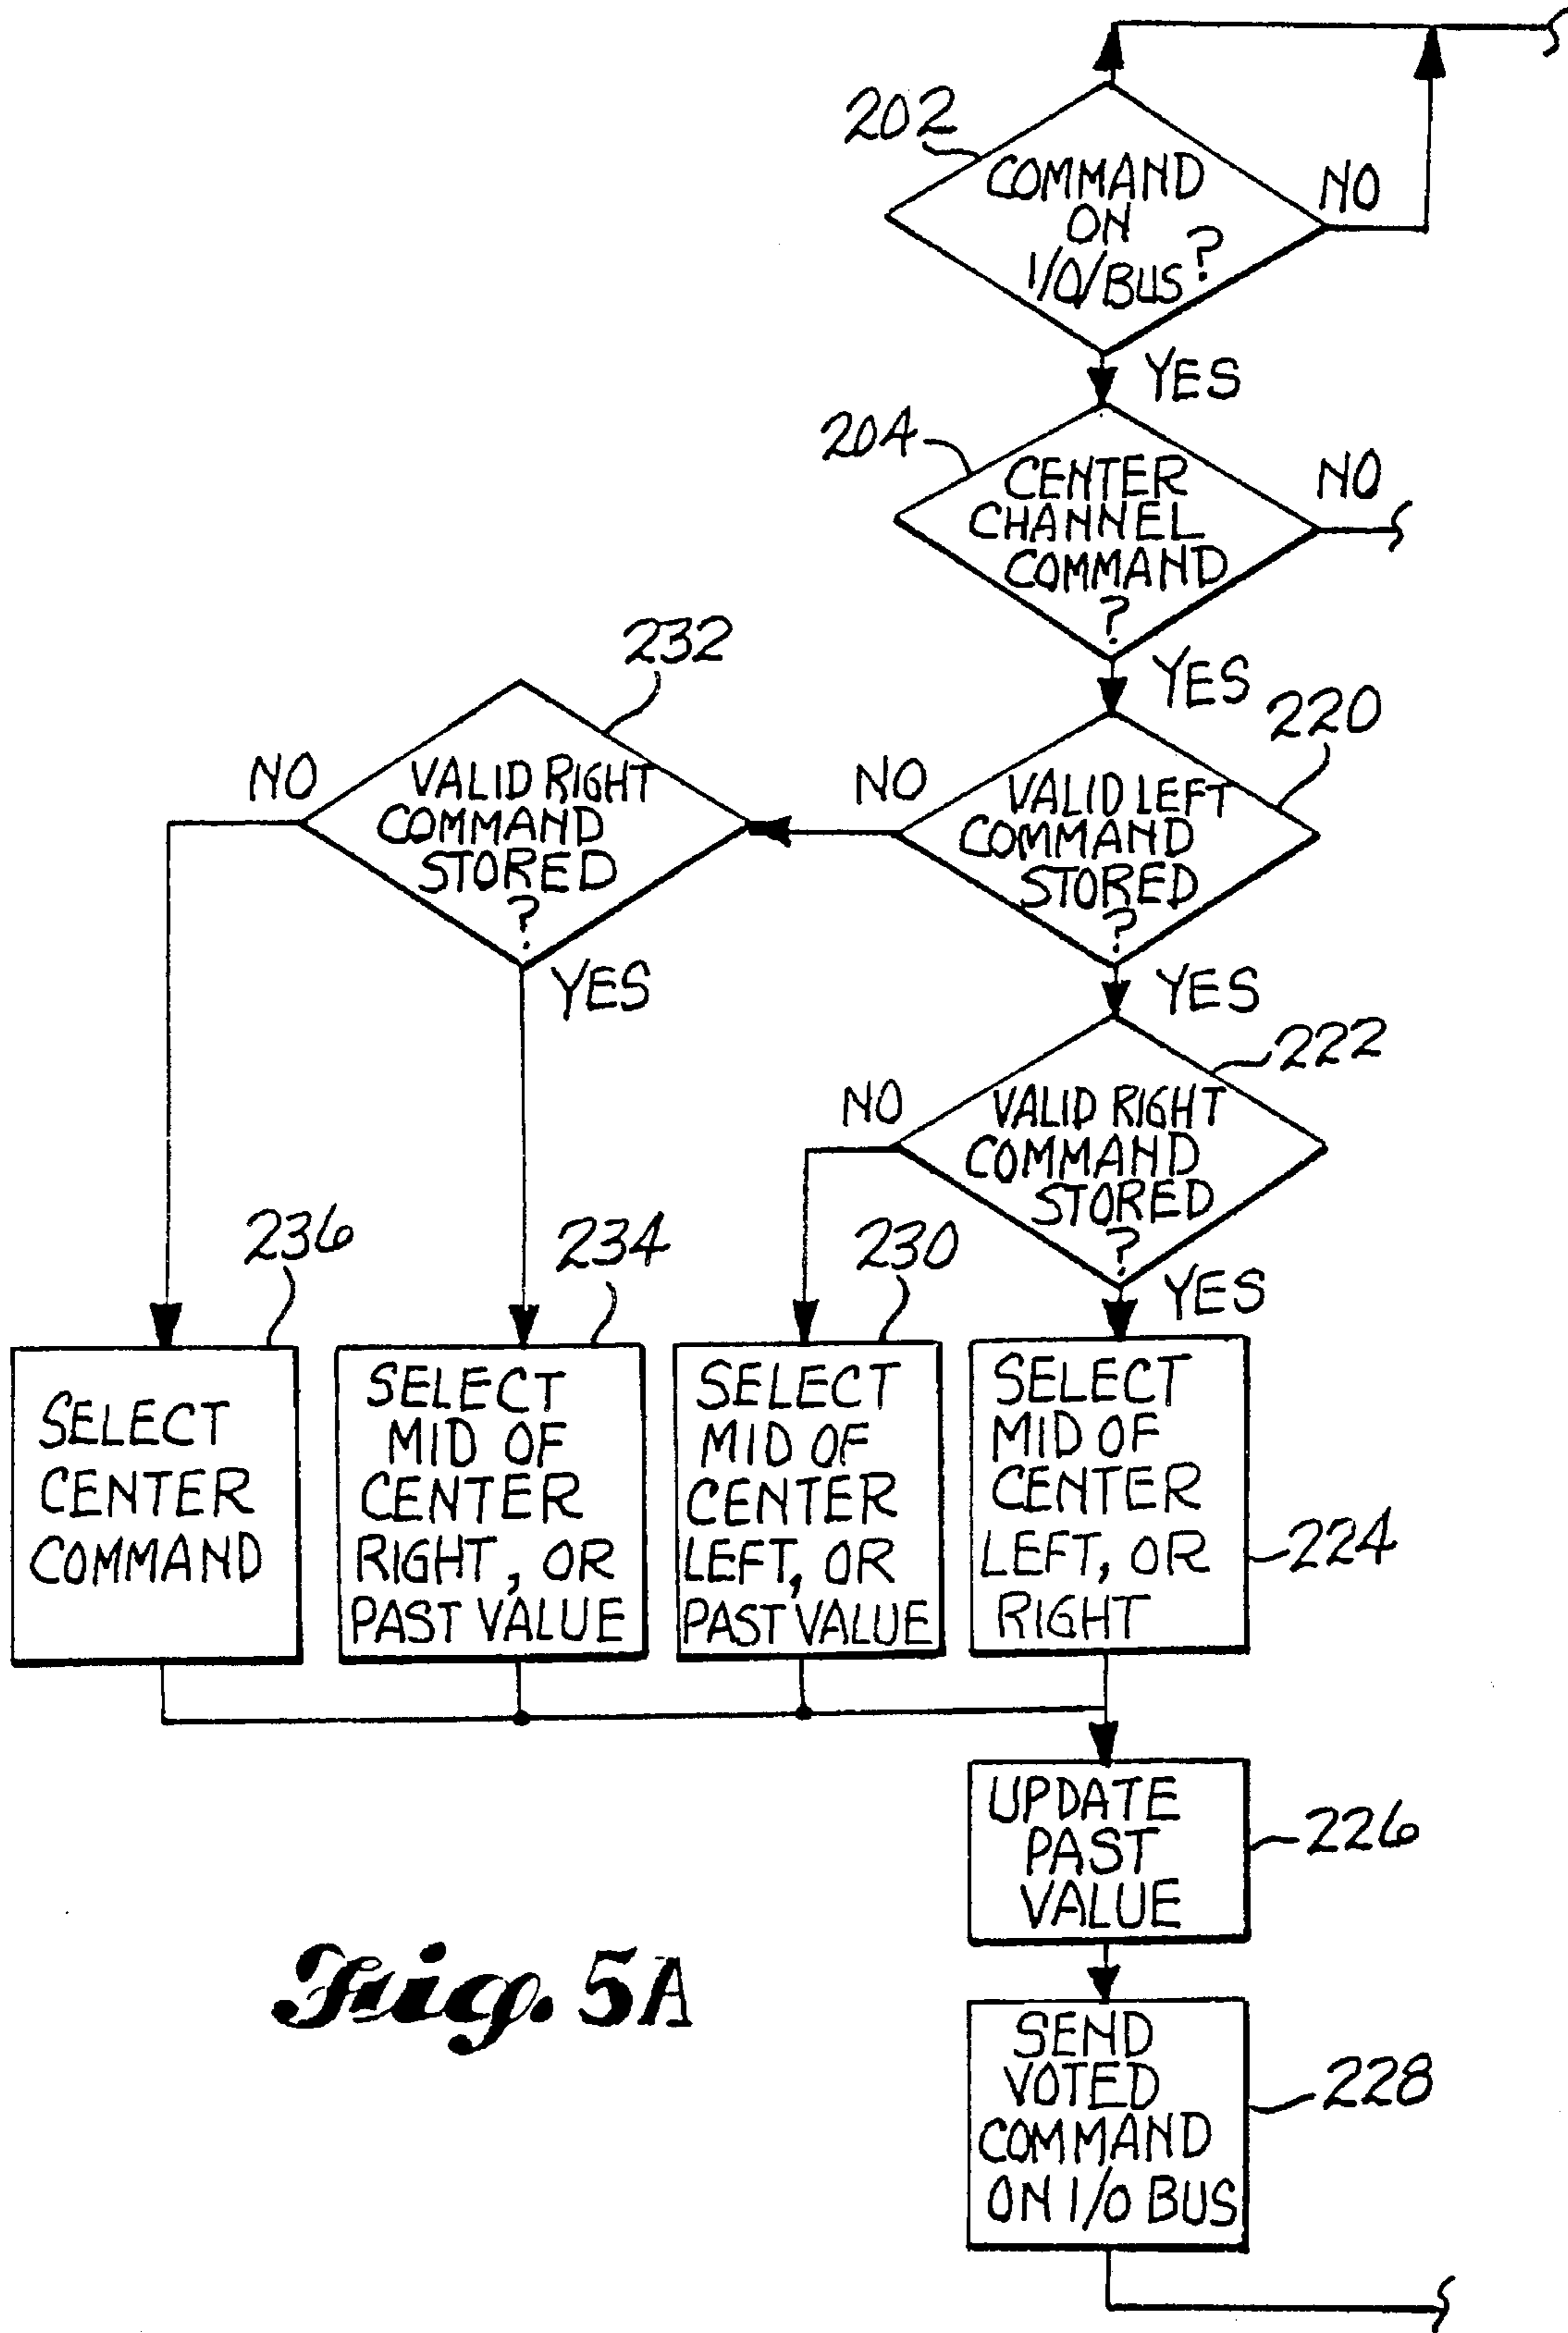 202
COMMAND
ON
I/O/BUS?
NO
YES
204
CENTER
CHANNEL
COMMAND
?
NO
YES
232
VALID RIGHT
COMMAND
STORED
?
NO
YES
220
VALID LEFT
COMMAND
STORED
?
NO
YES
222
VALID RIGHT
COMMAND
STORED
?
NO
YES
236
SELECT
CENTER
COMMAND
234
SELECT
MID OF
CENTER
RIGHT, OR
PAST VALUE
230
SELECT
MID OF
CENTER
LEFT, OR
PAST VALUE
SELECT
MID OF
CENTER
LEFT, OR
RIGHT
224
UPDATE
PAST
VALUE
226
SEND
VOTED
COMMAND
ON I/O BUS
228
Fig. 5A